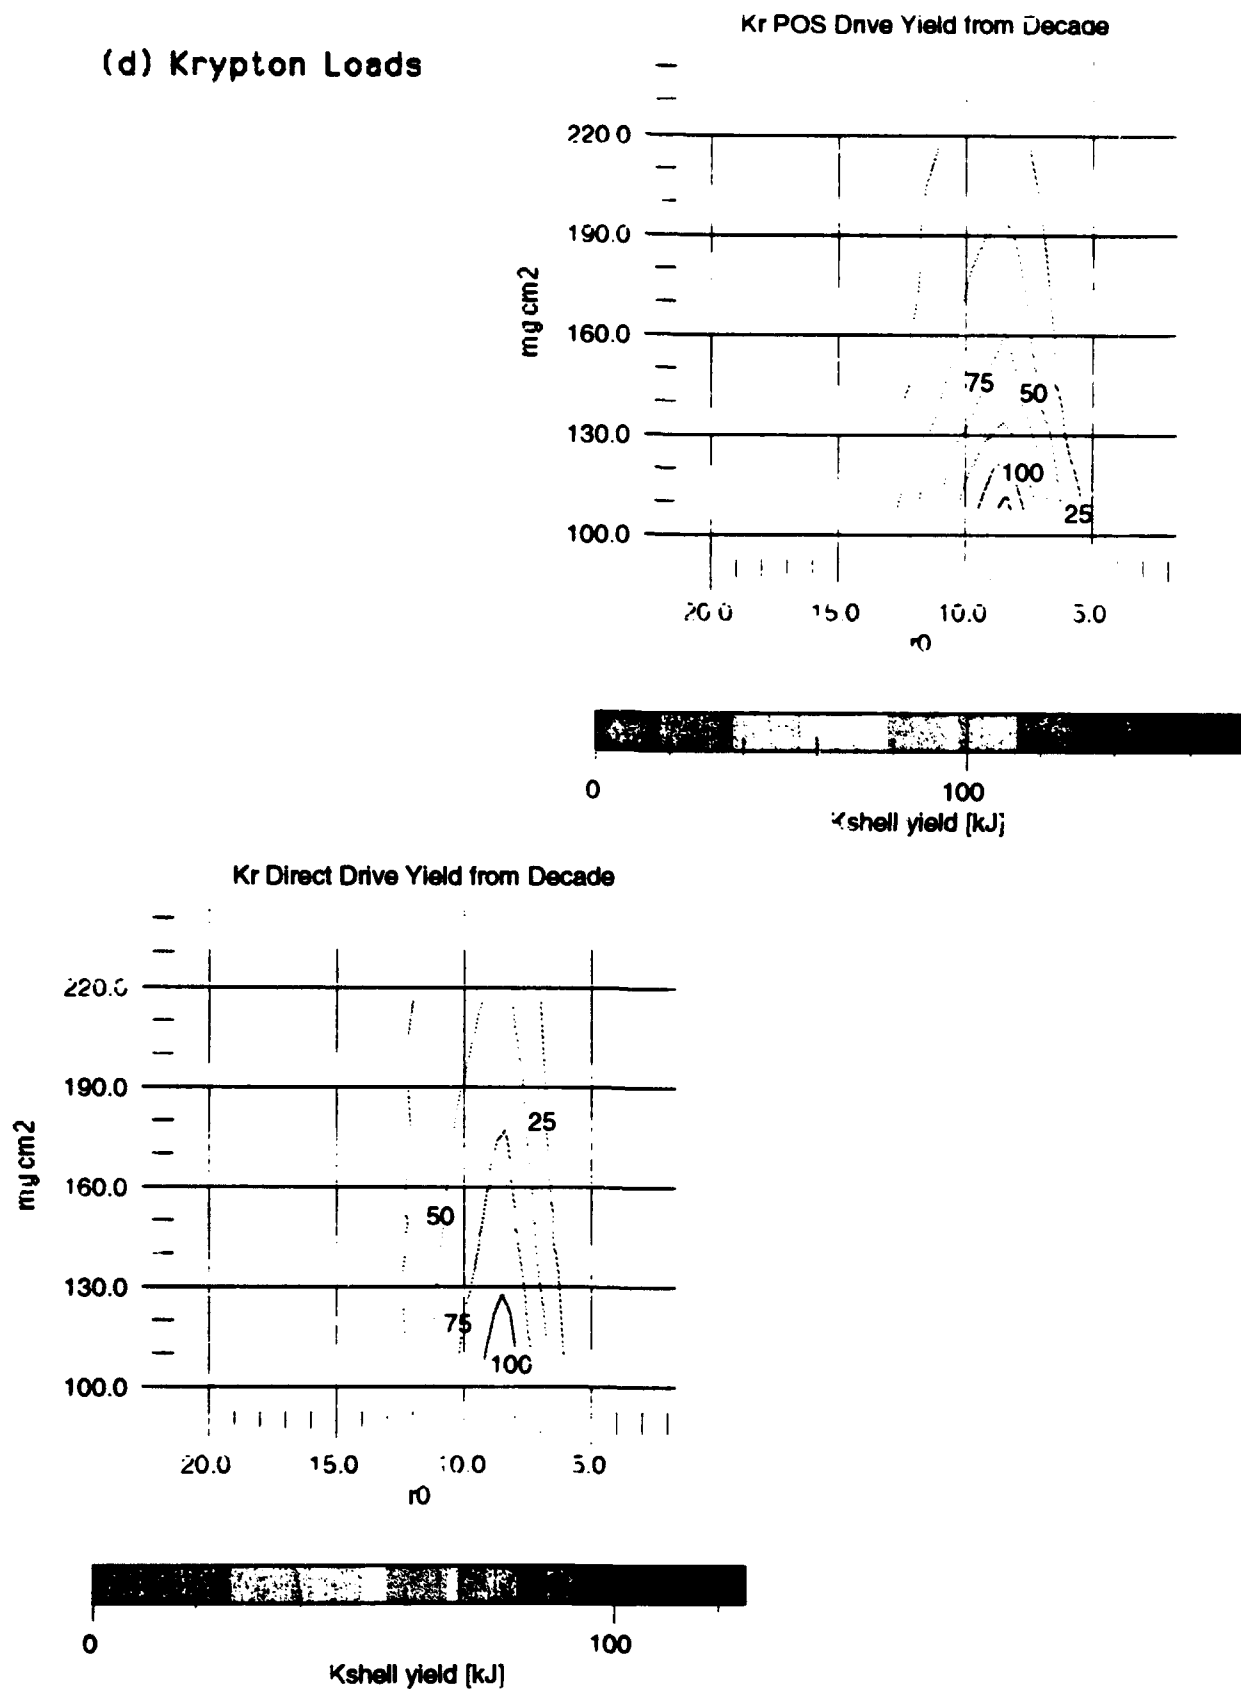 Kr POS Drive Yield from Decade
(d) Krypton Loads
220.0
190.0
160.0
130.0
100.0
mg cm2
75
50
100
25
20.0 15.0 10.0 5.0
r0
0 100
Kshell yield [kJ]
Kr Direct Drive Yield from Decade
220.0
190.0
160.0
130.0
100.0
mg cm2
25
50
75
100
20.0 15.0 10.0 5.0
r0
0 100
Kshell yield [kJ]